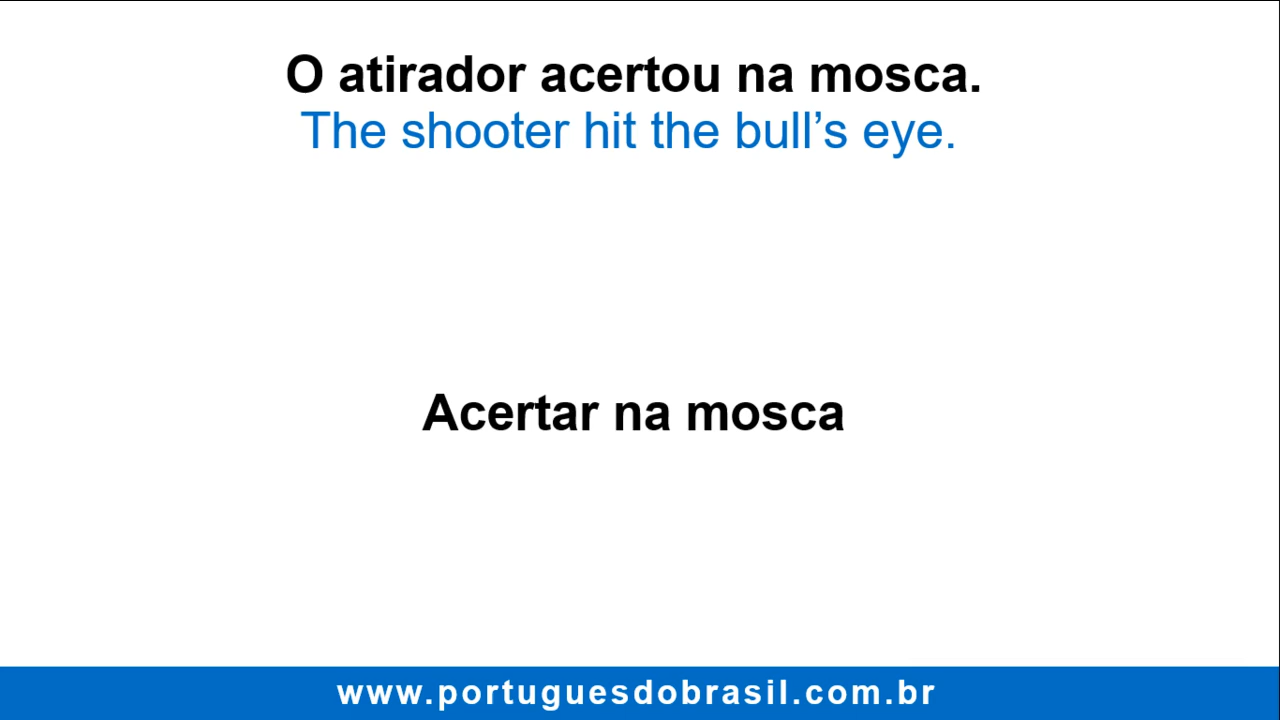 O atirador acertou na mosca.
The shooter hit the bull’s eye.
Acertar na mosca
www.portuguesdobrasil.com.br